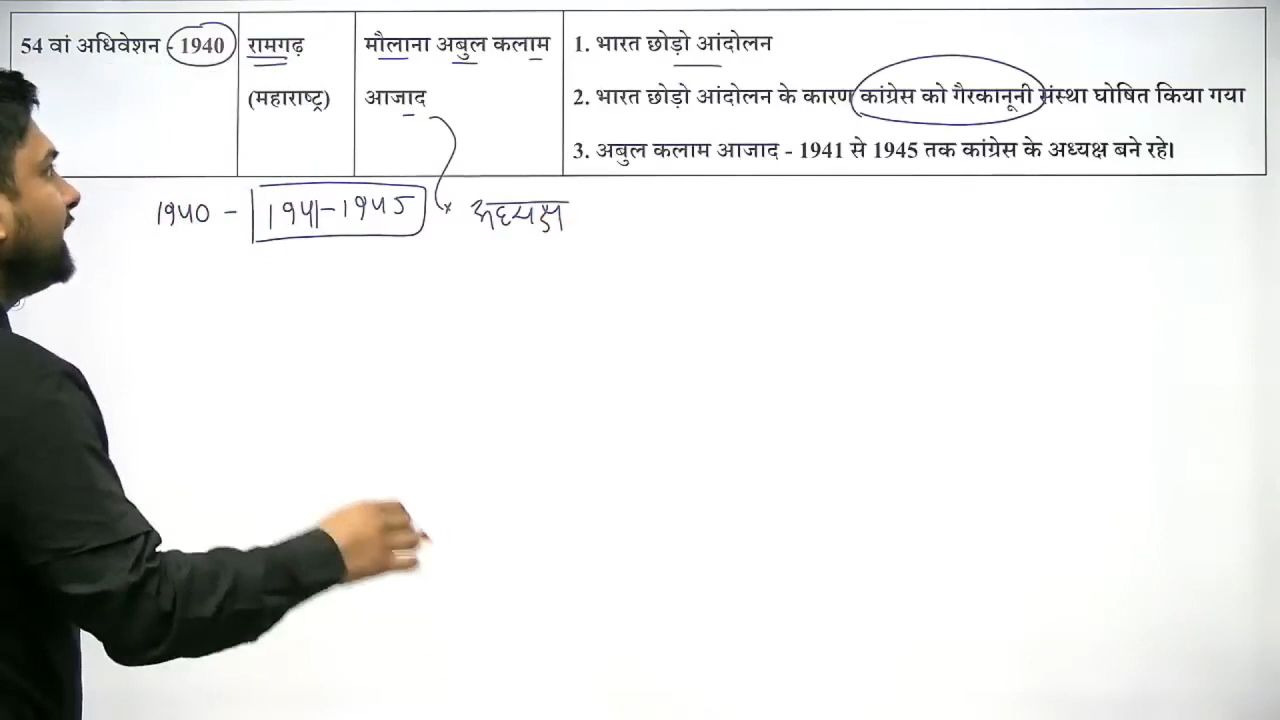 54 वां अधिवेशन - 1940
रामगढ़
(महाराष्ट्र)
मौलाना अबुल कलाम
आजाद
1. भारत छोड़ो आंदोलन
2. भारत छोड़ो आंदोलन के कारण कांग्रेस को गैरकानूनी संस्था घोषित किया गया
3. अबुल कलाम आजाद - 1941 से 1945 तक कांग्रेस के अध्यक्ष बने रहे।
1940 - 1941-1945 अध्यक्ष